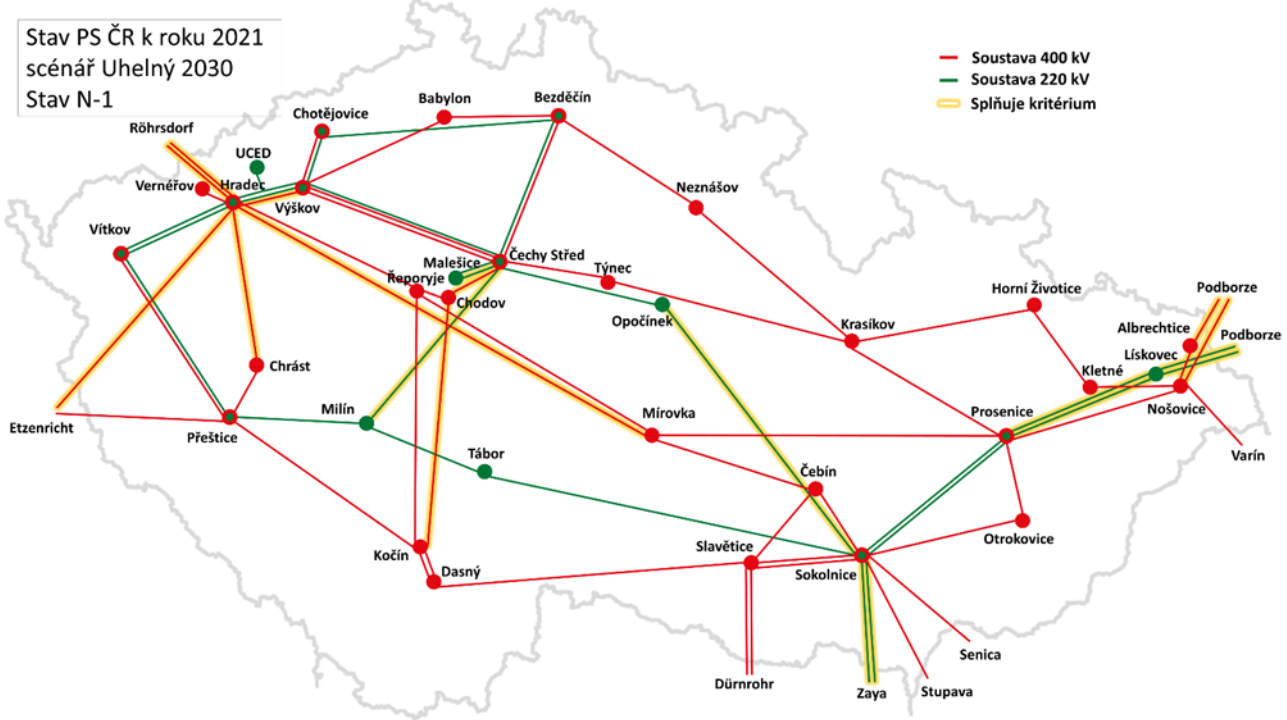 Stav PS ČR k roku 2021
scénář Uhelný 2030
Stav N-1
Soustava 400 kV
Soustava 220 kV
Splňuje kritérium
Röhrsdorf
Chotějovice
Babylon
Bezděčín
UCED
Vernéřov
Hradec
Výškov
Neznášov
Vítkov
Čechy Střed
Malešice
Řeporyje
Chodov
Týnec
Opočínek
Krasíkov
Horní Životice
Podborze
Albrechtice
Podborze
Lískovec
Kletné
Nošovice
Chrást
Etzenricht
Přeštice
Milín
Mírovka
Prosenice
Varín
Tábor
Čebín
Kočín
Dasný
Slavětice
Sokolnice
Otrokovice
Senica
Dürnrohr
Zaya
Stupava